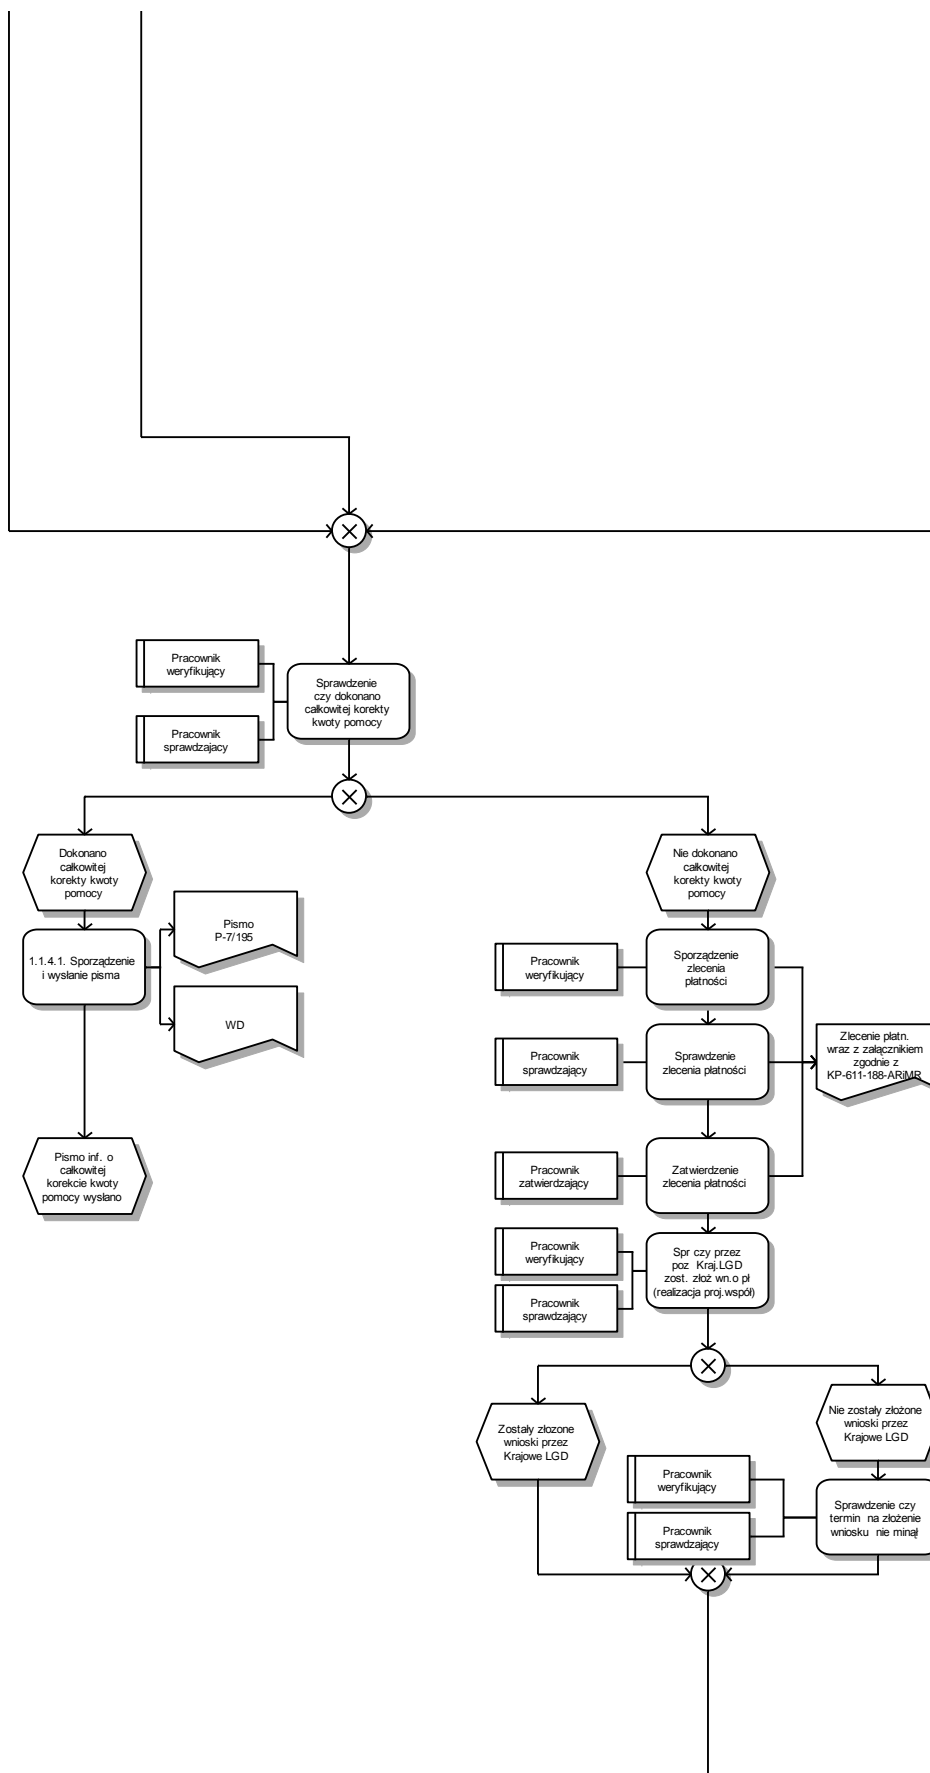 Pracownik
weryfikujący
Sprawdzenie
czy dokonano
całkowitej korekty
kwoty pomocy
Pracownik
sprawdzajacy
Dokonano
całkowitej
korekty kwoty
pomocy
Nie dokonano
całkowitej
korekty kwoty
pomocy
Pismo
P-7/195
1.1.4.1. Sporządzenie
i wysłanie pisma
WD
Pracownik
weryfikujący
Sporządzenie
zlecenia
płatności
Pracownik
sprawdzający
Sprawdzenie
zlecenia płatności
Zlecenie płatn.
wraz z załącznikiem
zgodnie z
KP-611-188-ARiMR
Pismo inf. o
całkowitej
korekcie kwoty
pomocy wysłano
Pracownik
zatwierdzający
Zatwierdzenie
zlecenia płatności
Pracownik
weryfikujący
Spr czy przez
poz Kraj.LGD
zost. złoż wn.o pł
(realizacja proj.współ)
Pracownik
sprawdzający
Zostały złozone
wnioski przez
Krajowe LGD
Nie zostały złożone
wnioski przez
Krajowe LGD
Pracownik
weryfikujący
Sprawdzenie czy
termin na złożenie
wniosku nie minął
Pracownik
sprawdzający